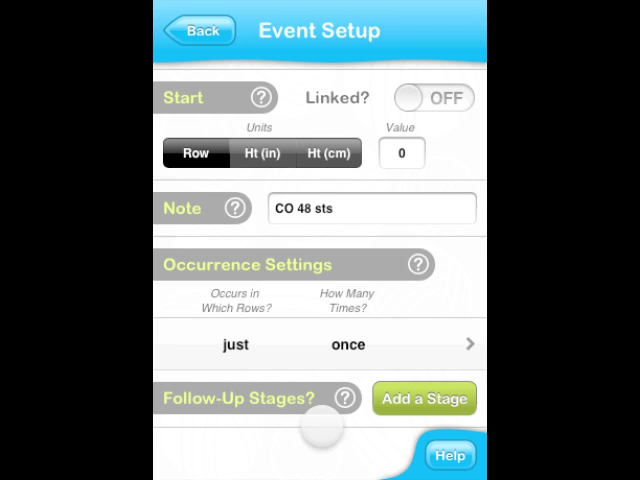 Back
Event Setup
Start ?
Linked?
OFF
Units
Value
Row
Ht (in)
Ht (cm)
0
Note ?
CO 48 sts
Occurrence Settings ?
Occurs in
Which Rows?
How Many
Times?
just
once
Follow-Up Stages? ?
Add a Stage
Help